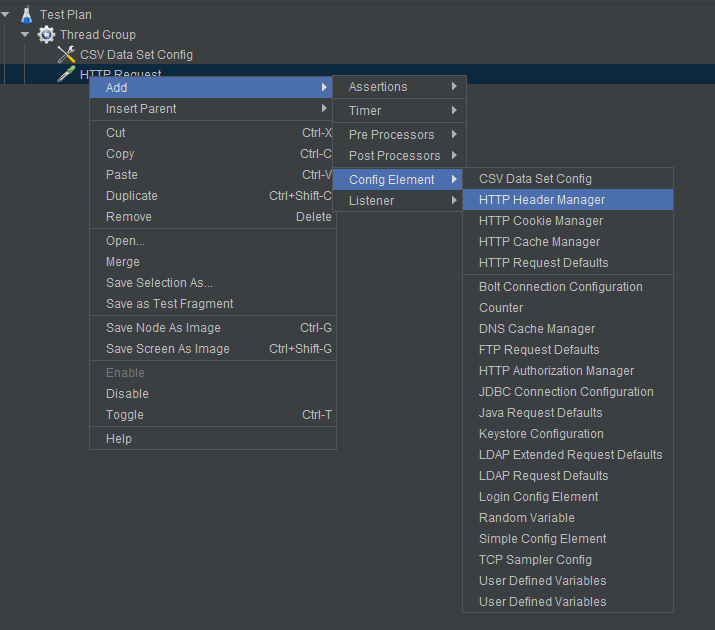 Test Plan
Thread Group
CSV Data Set Config
HTTP Request
Add
Insert Parent
Cut Ctrl-X
Copy Ctrl-C
Paste Ctrl-V
Duplicate Ctrl+Shift-C
Remove Delete
Open...
Merge
Save Selection As...
Save as Test Fragment
Save Node As Image Ctrl-G
Save Screen As Image Ctrl+Shift-G
Enable
Disable
Toggle Ctrl-T
Help
Assertions
Timer
Pre Processors
Post Processors
Config Element
Listener
CSV Data Set Config
HTTP Header Manager
HTTP Cookie Manager
HTTP Cache Manager
HTTP Request Defaults
Bolt Connection Configuration
Counter
DNS Cache Manager
FTP Request Defaults
HTTP Authorization Manager
JDBC Connection Configuration
Java Request Defaults
Keystore Configuration
LDAP Extended Request Defaults
LDAP Request Defaults
Login Config Element
Random Variable
Simple Config Element
TCP Sampler Config
User Defined Variables
User Defined Variables